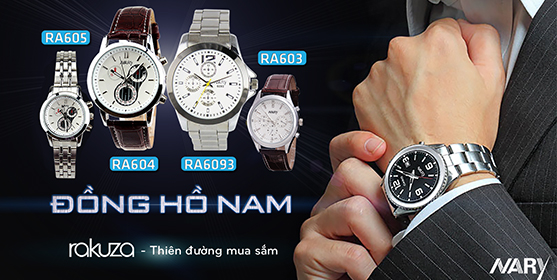 RA605
RA603
RA604
RA6093
ĐỒNG HỒ NAM
rakuza - Thiên đường mua sắm
NARY